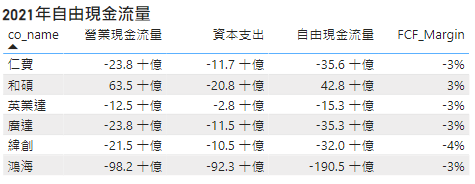 2021年自由現金流量
co_name 營業現金流量 資本支出 自由現金流量 FCF_Margin
仁寶 -23.8 十億 -11.7 十億 -35.6 十億 -3%
和碩 63.5 十億 -20.8 十億 42.8 十億 3%
英業達 -12.5 十億 -2.8 十億 -15.3 十億 -3%
廣達 -23.8 十億 -11.5 十億 -35.3 十億 -3%
緯創 -21.5 十億 -10.5 十億 -32.0 十億 -4%
鴻海 -98.2 十億 -92.3 十億 -190.5 十億 -3%